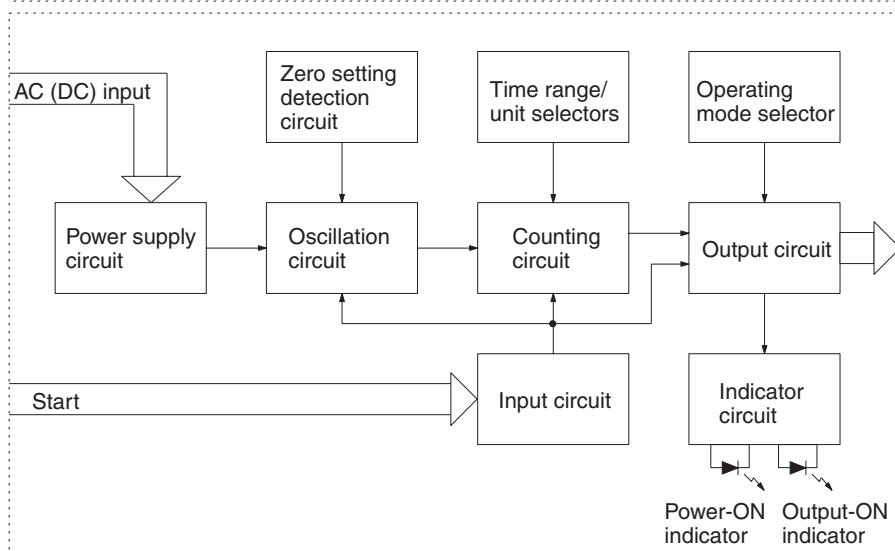 AC (DC) input
Zero setting
detection
circuit
Time range/
unit selectors
Operating
mode selector
Power supply
circuit
Oscillation
circuit
Counting
circuit
Output circuit
Start
Input circuit
Indicator
circuit
Power-ON
indicator
Output-ON
indicator